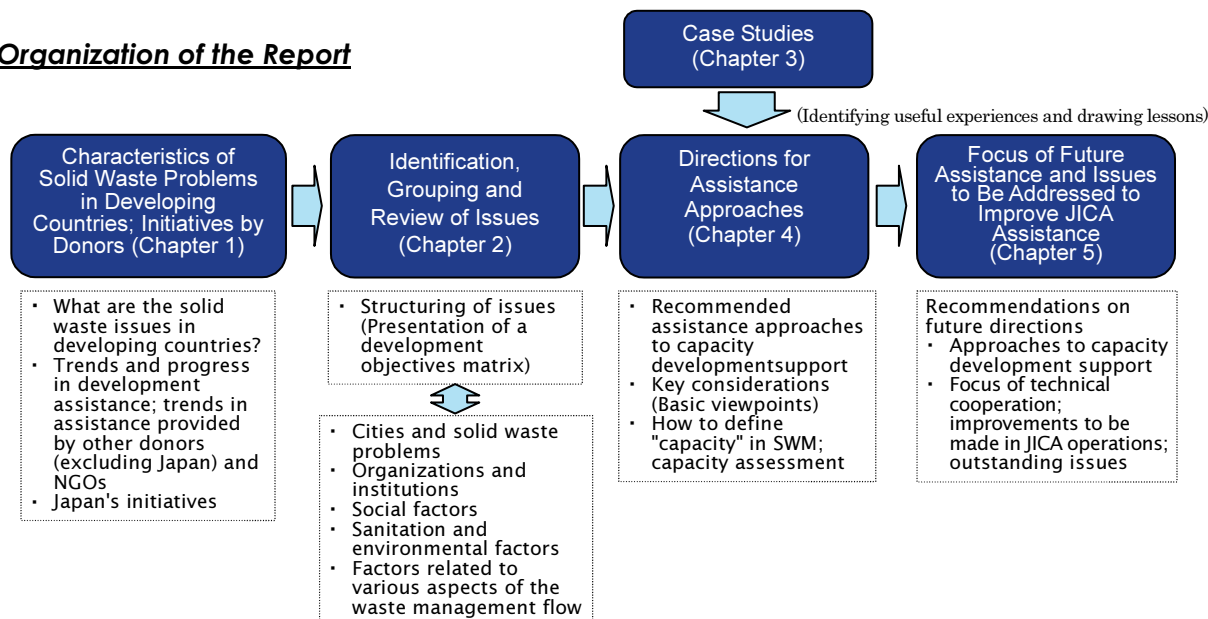 Organization of the Report
Case Studies
(Chapter 3)
(Identifying useful experiences and drawing lessons)
Characteristics of
Solid Waste Problems
in Developing
Countries; Initiatives by
Donors (Chapter 1)
Identification,
Grouping and
Review of Issues
(Chapter 2)
Directions for
Assistance
Approaches
(Chapter 4)
Focus of Future
Assistance and Issues
to Be Addressed to
Improve JICA
Assistance
(Chapter 5)
・ What are the solid
waste issues in
developing countries?
・ Trends and progress
in development
assistance; trends in
assistance provided
by other donors
(excluding Japan) and
NGOs
・ Japan's initiatives
・ Structuring of issues
(Presentation of a
development
objectives matrix)
・ Cities and solid waste
problems
・ Organizations and
institutions
・ Social factors
・ Sanitation and
environmental factors
・ Factors related to
various aspects of the
waste management flow
・ Recommended
assistance approaches
to capacity
developmentsupport
・ Key considerations
(Basic viewpoints)
・ How to define
"capacity" in SWM;
capacity assessment
Recommendations on
future directions
・ Approaches to capacity
development support
・ Focus of technical
cooperation;
improvements to be
made in JICA operations;
outstanding issues